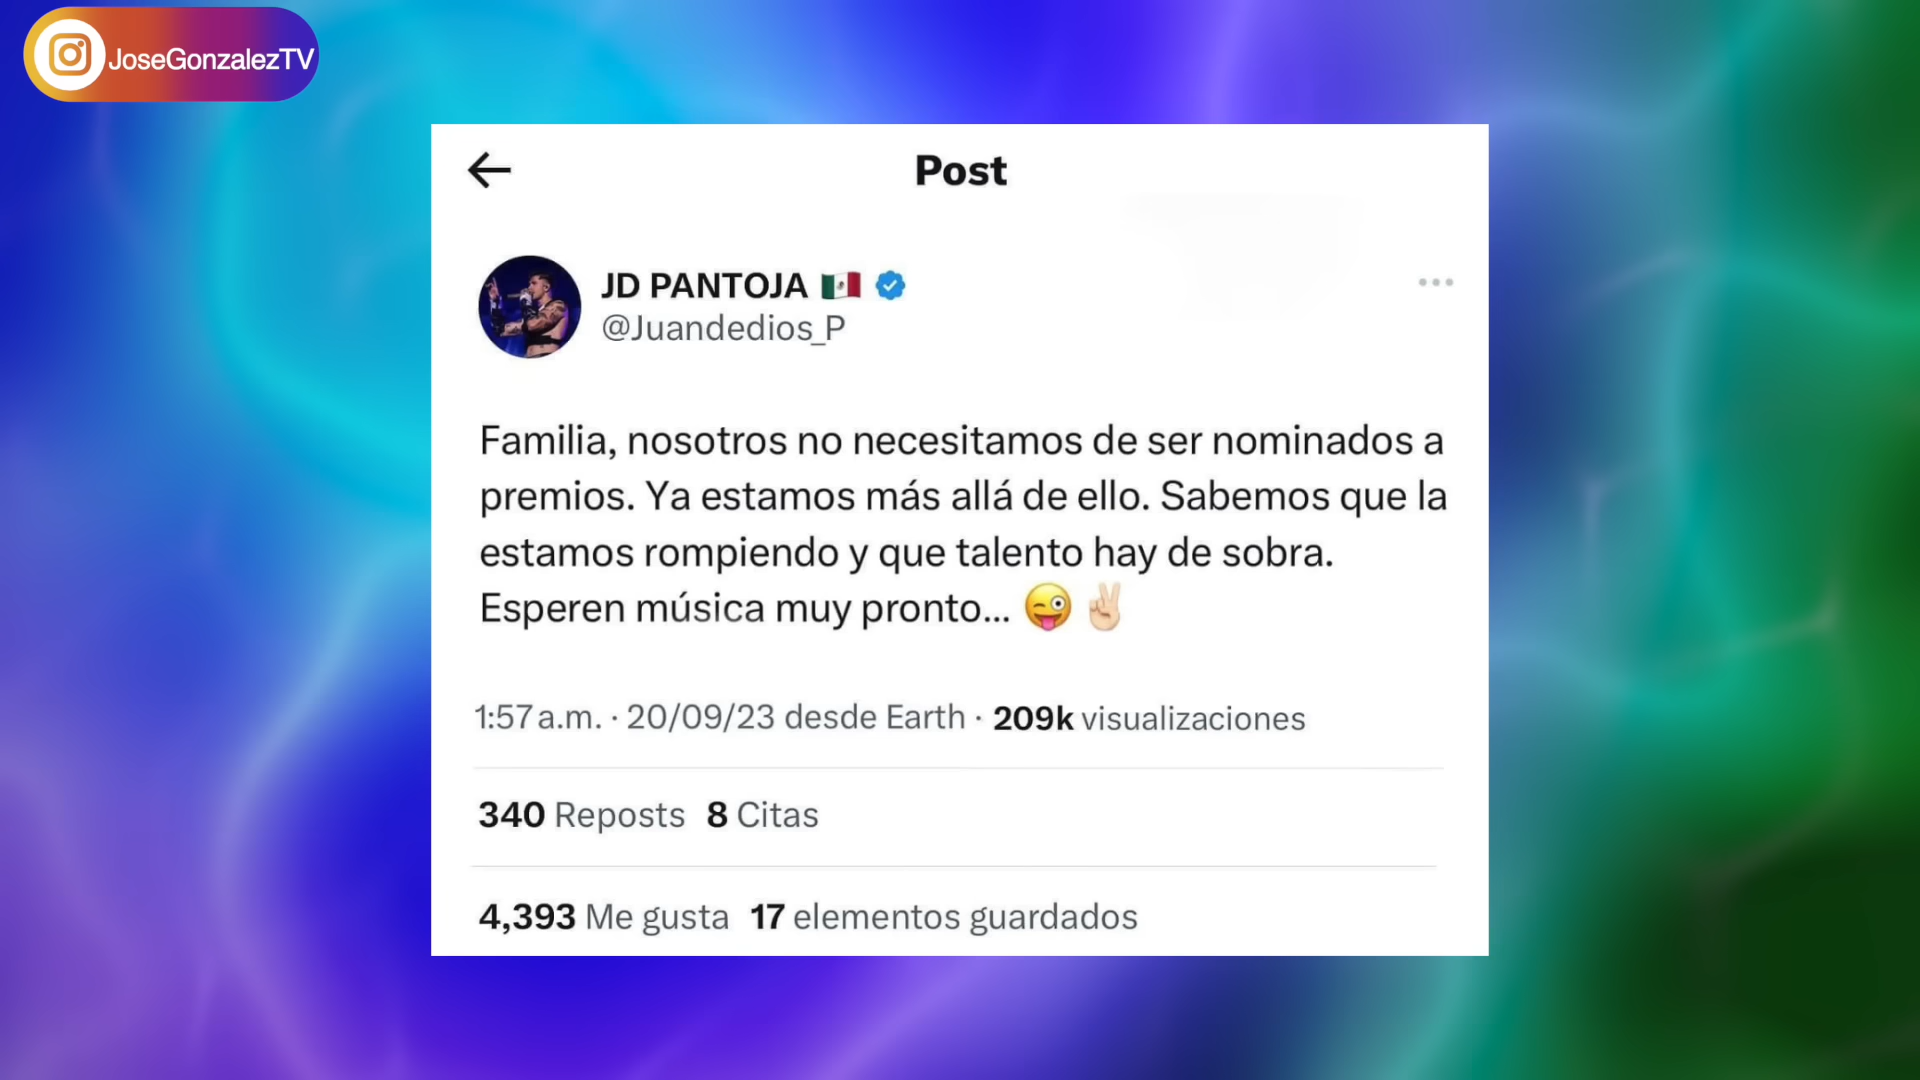 JoseGonzalezTV
Post
JD PANTOJA 🇲🇽
@Juandedios_P
Familia, nosotros no necesitamos de ser nominados a
premios. Ya estamos más allá de ello. Sabemos que la
estamos rompiendo y que talento hay de sobra.
Esperen música muy pronto... 😜✌🏻
1:57 a.m. · 20/09/23 desde Earth · 209k visualizaciones
340 Reposts 8 Citas
4,393 Me gusta 17 elementos guardados